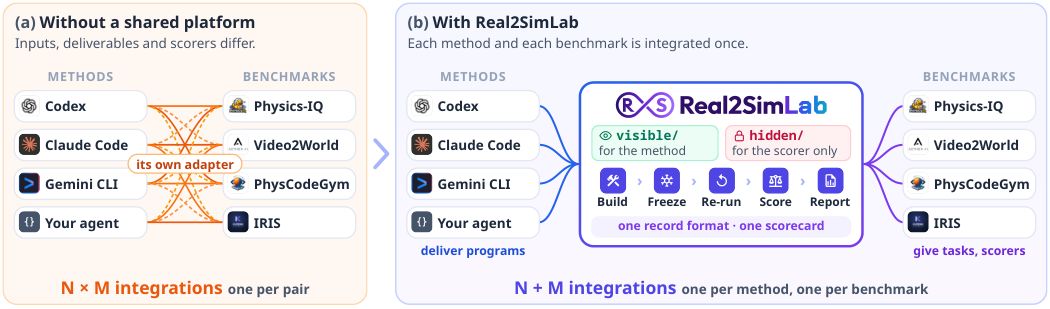 (a) Without a shared platform
Inputs, deliverables and scorers differ.
METHODS
BENCHMARKS
Codex
Physics-IQ
Claude Code
Video2World
its own adapter
Gemini CLI
PhysCodeGym
Your agent
IRIS
N × M integrations one per pair
(b) With Real2SimLab
Each method and each benchmark is integrated once.
METHODS
BENCHMARKS
Codex
Claude Code
Gemini CLI
Your agent
deliver programs
R S Real2SimLab
visible/
for the method
hidden/
for the scorer only
Build › Freeze › Re-run › Score › Report
one record format · one scorecard
Physics-IQ
Video2World
PhysCodeGym
IRIS
give tasks, scorers
N + M integrations one per method, one per benchmark